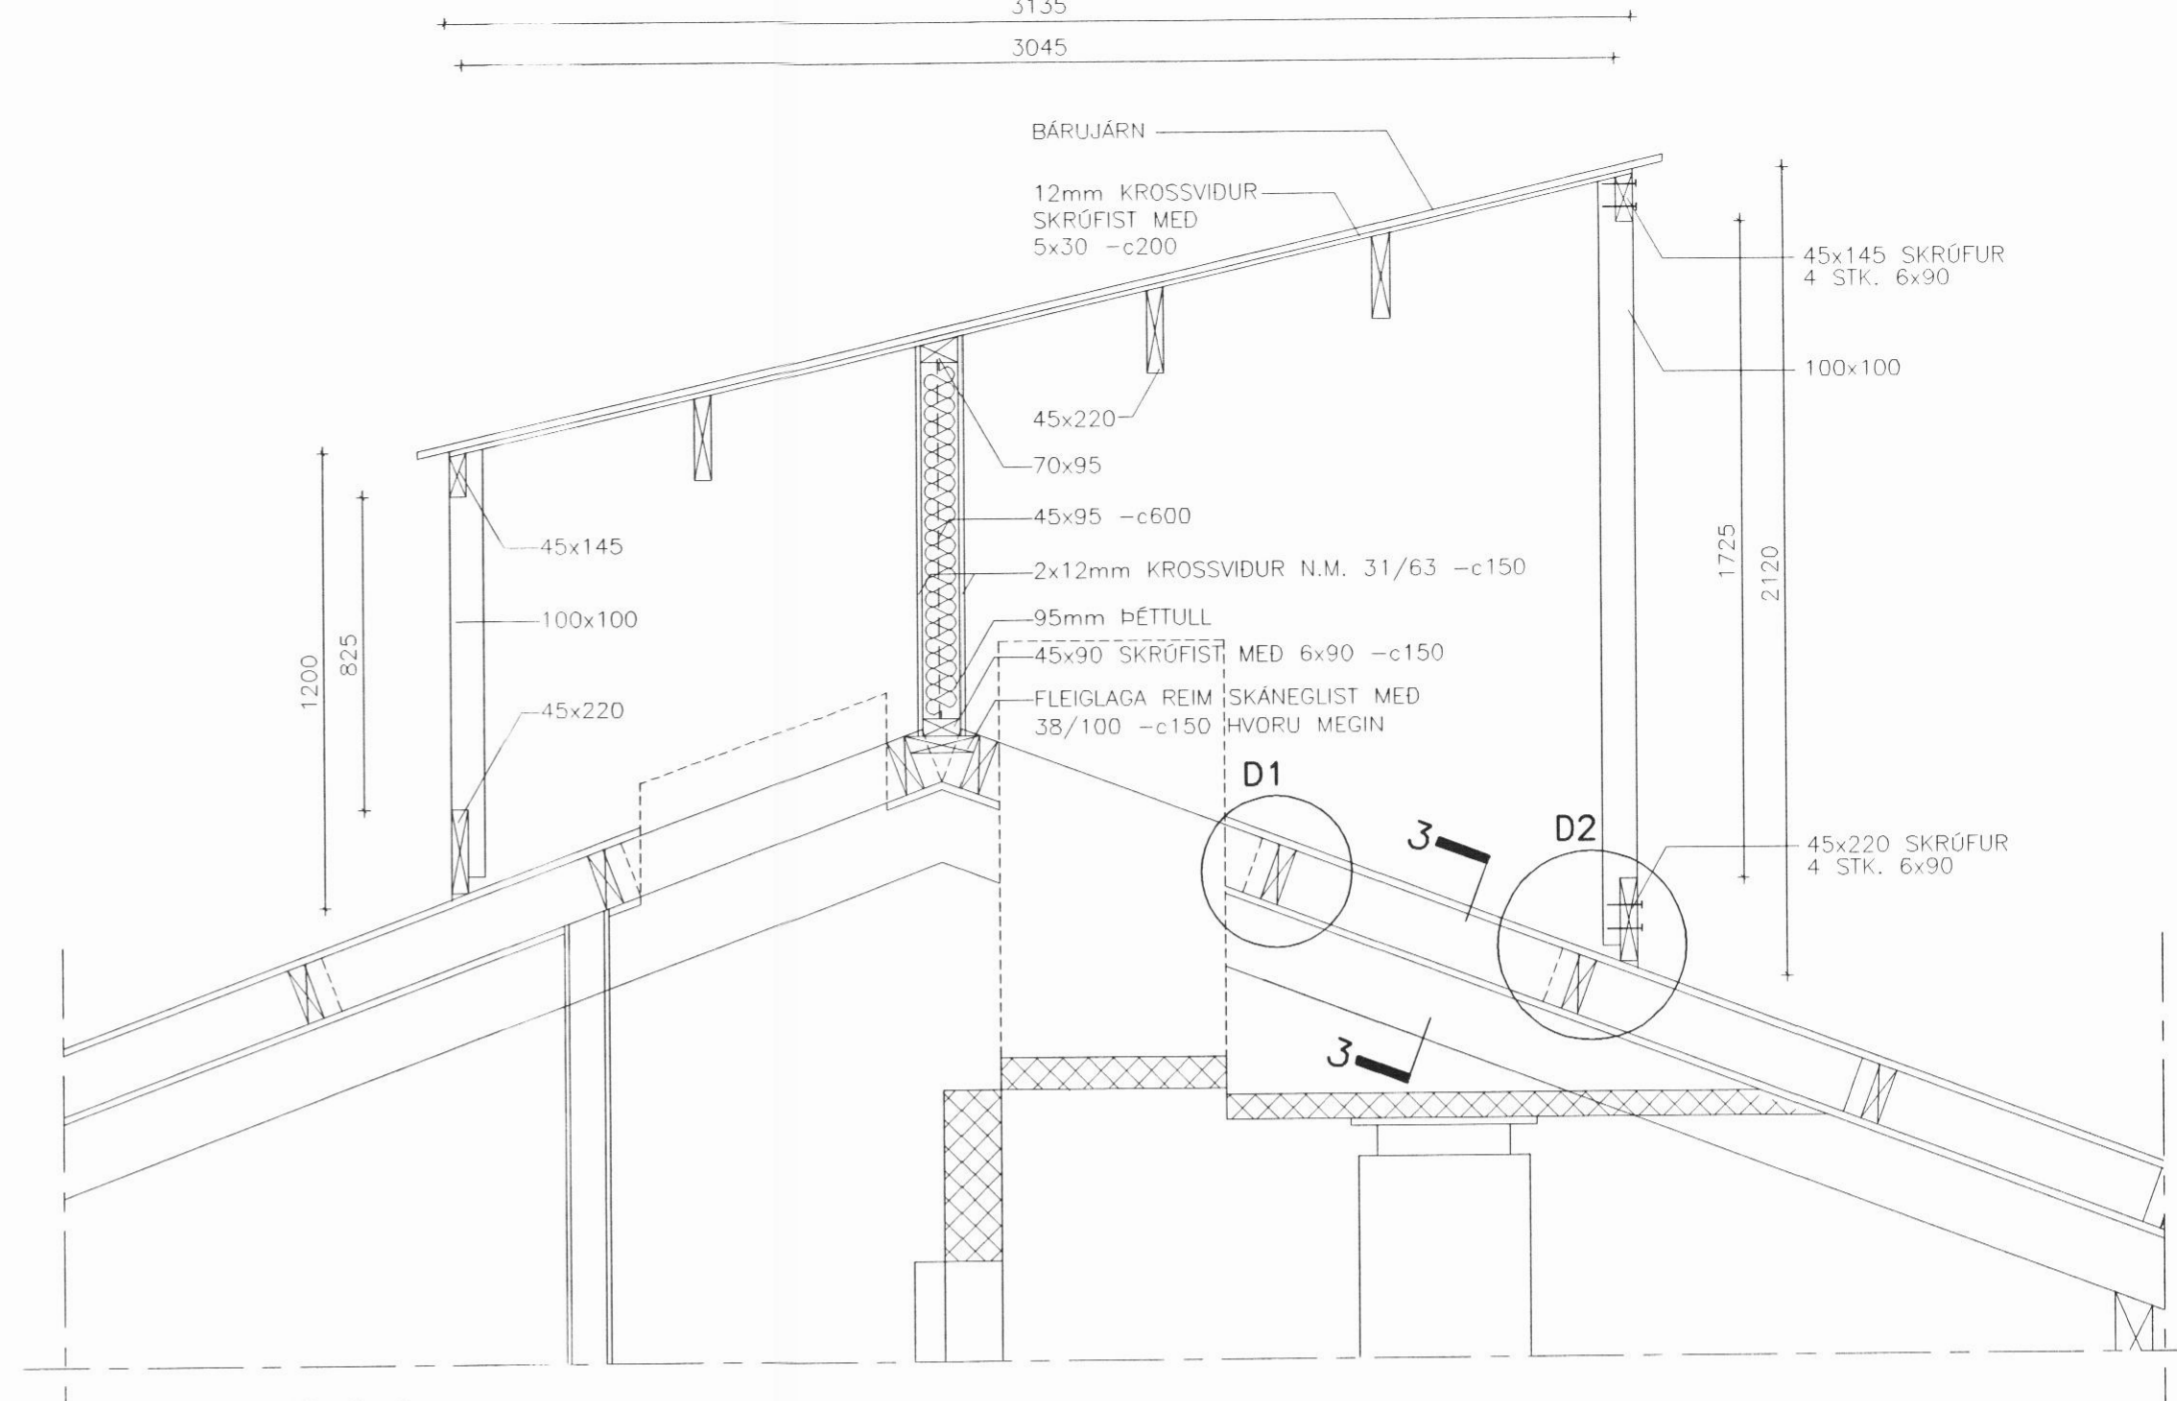 3135
3045
BÁRUJÁRN
12mm KROSSVIÐUR
SKRÚFIST MEÐ
5x30 -c200
45x145 SKRÚFUR
4 STK. 6x90
100x100
45x220
70x95
45x95 -c600
45x145
2x12mm KROSSVIÐUR N.M. 31/63 -c150
100x100
95mm ÞÉTTULL
45x90 SKRÚFIST MEÐ 6x90 -c150
45x220
FLEIGLAGA REIM SKÁNEGLIST MEÐ
38/100 -c150 HVORU MEGIN
1200
825
1725
2120
D1
3
D2
45x220 SKRÚFUR
4 STK. 6x90
3